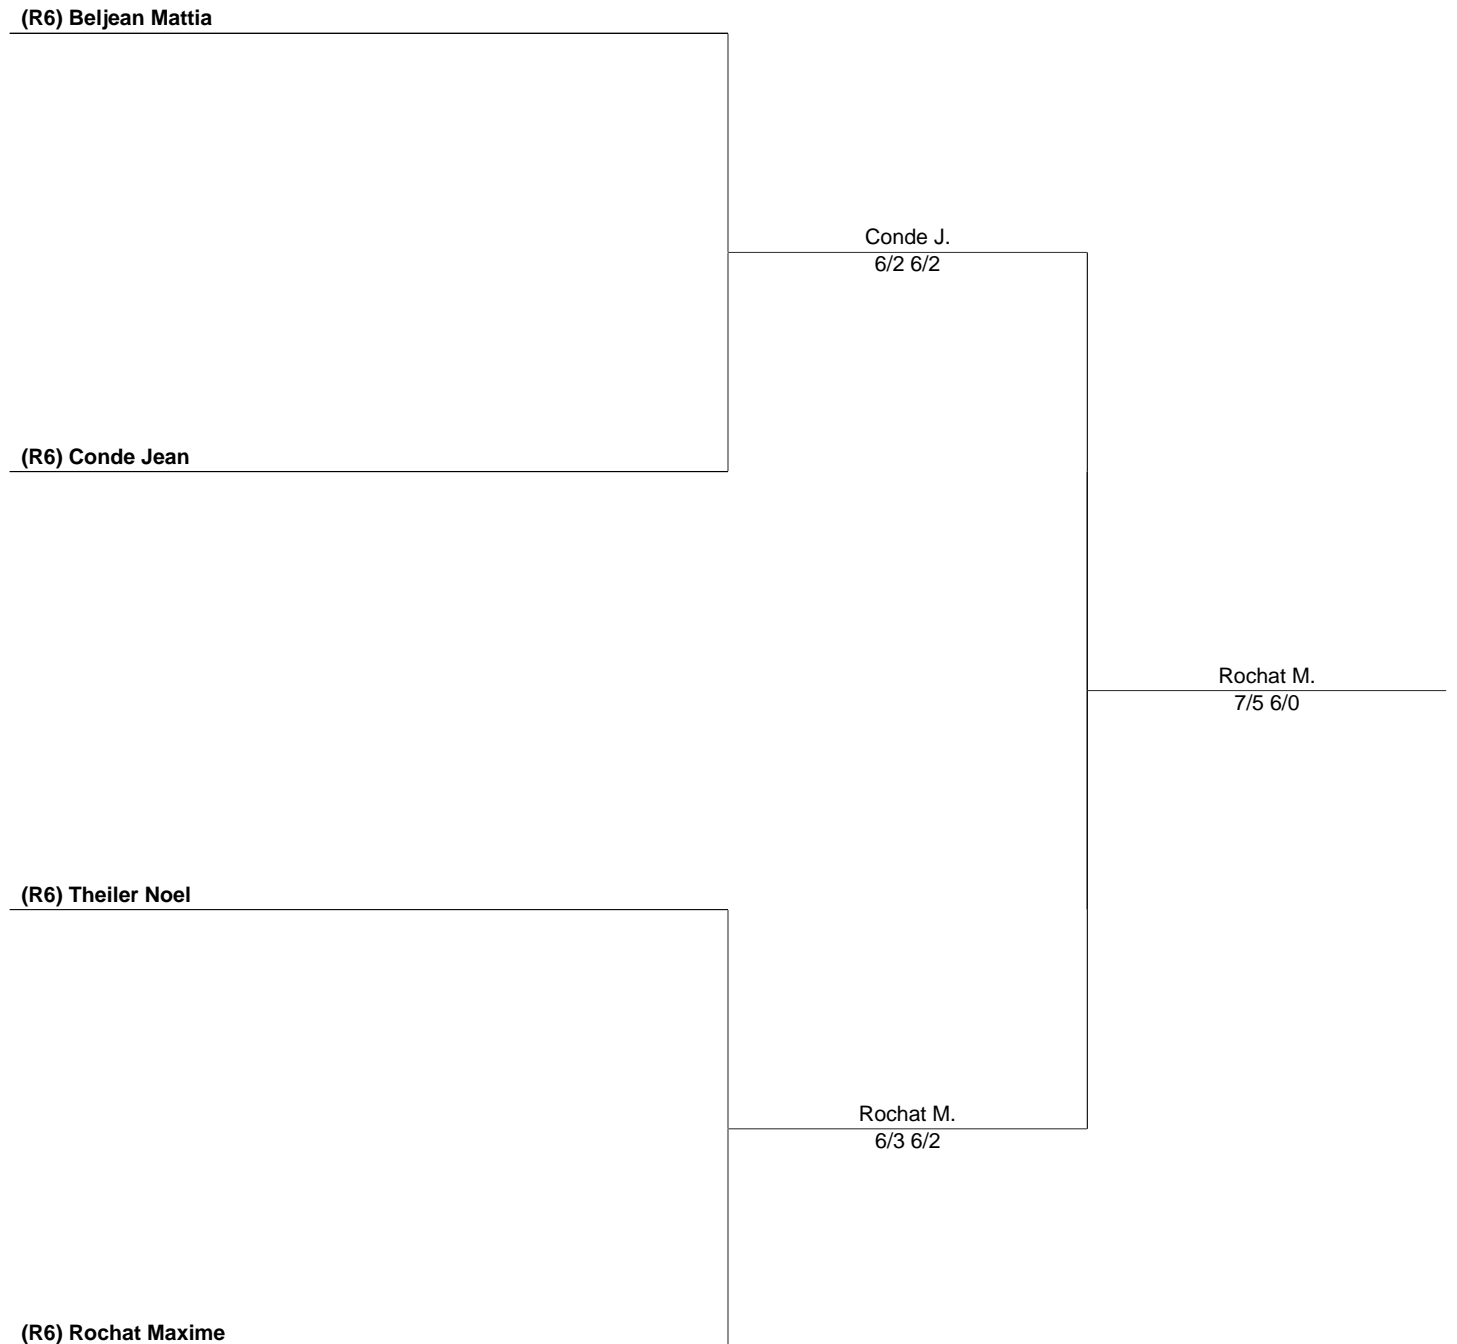 (R6) Beljean Mattia
Conde J.
6/2 6/2
(R6) Conde Jean
Rochat M.
7/5 6/0
(R6) Theiler Noel
Rochat M.
6/3 6/2
(R6) Rochat Maxime